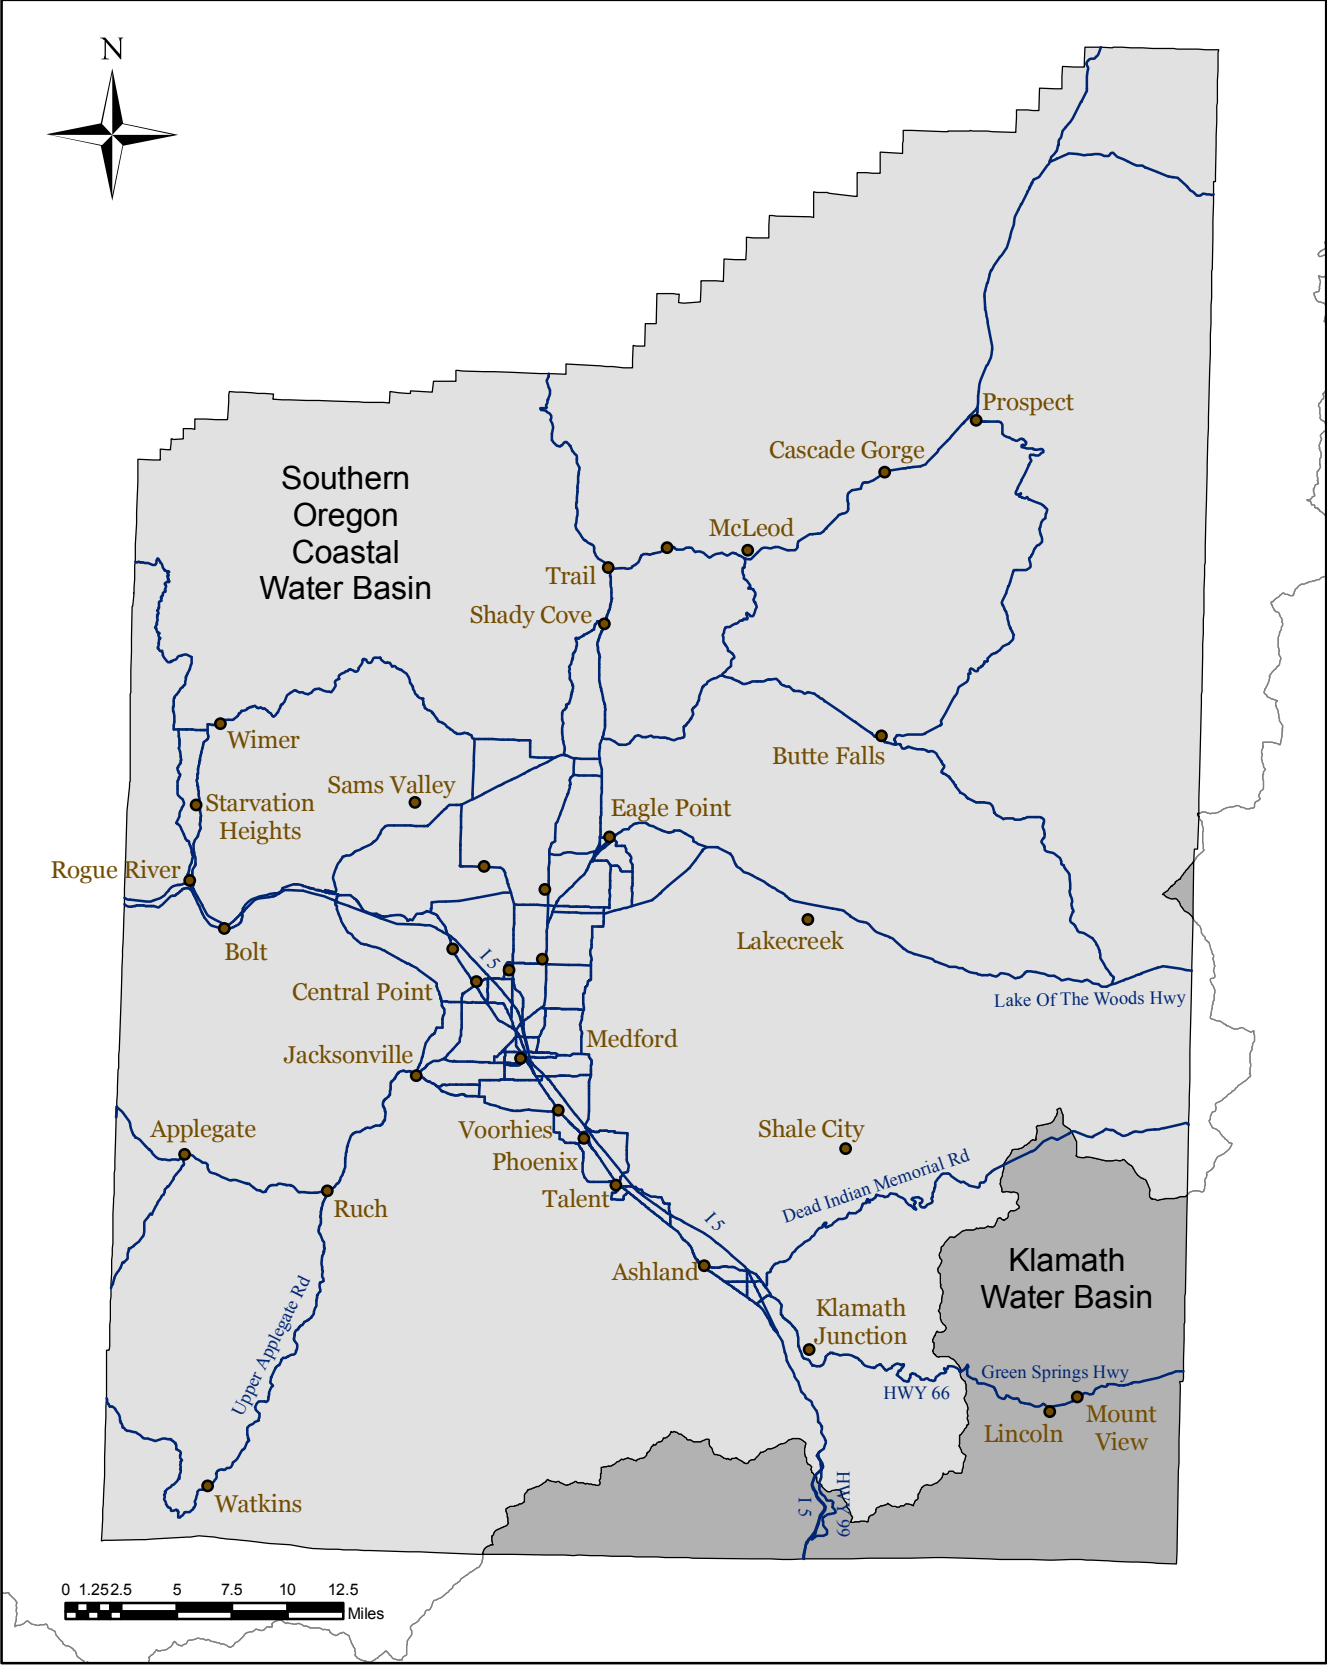 N
Prospect
Cascade Gorge
McLeod
Southern
Oregon
Coastal
Water Basin
Trail
Shady Cove
Wimer
Butte Falls
Sams Valley
Starvation
Heights
Eagle Point
Rogue River
Bolt
Lakecreek
I 5
Central Point
Lake Of The Woods Hwy
Medford
Jacksonville
Applegate
Voorhies
Shale City
Phoenix
Dead Indian Memorial Rd
Talent
Ruch
I 5
Klamath
Water Basin
Ashland
Klamath
Junction
Upper Applegate Rd
Green Springs Hwy
HWY 66
Lincoln
Mount
View
Watkins
I 5
HWY 99
0 1.25 2.5 5 7.5 10 12.5
Miles